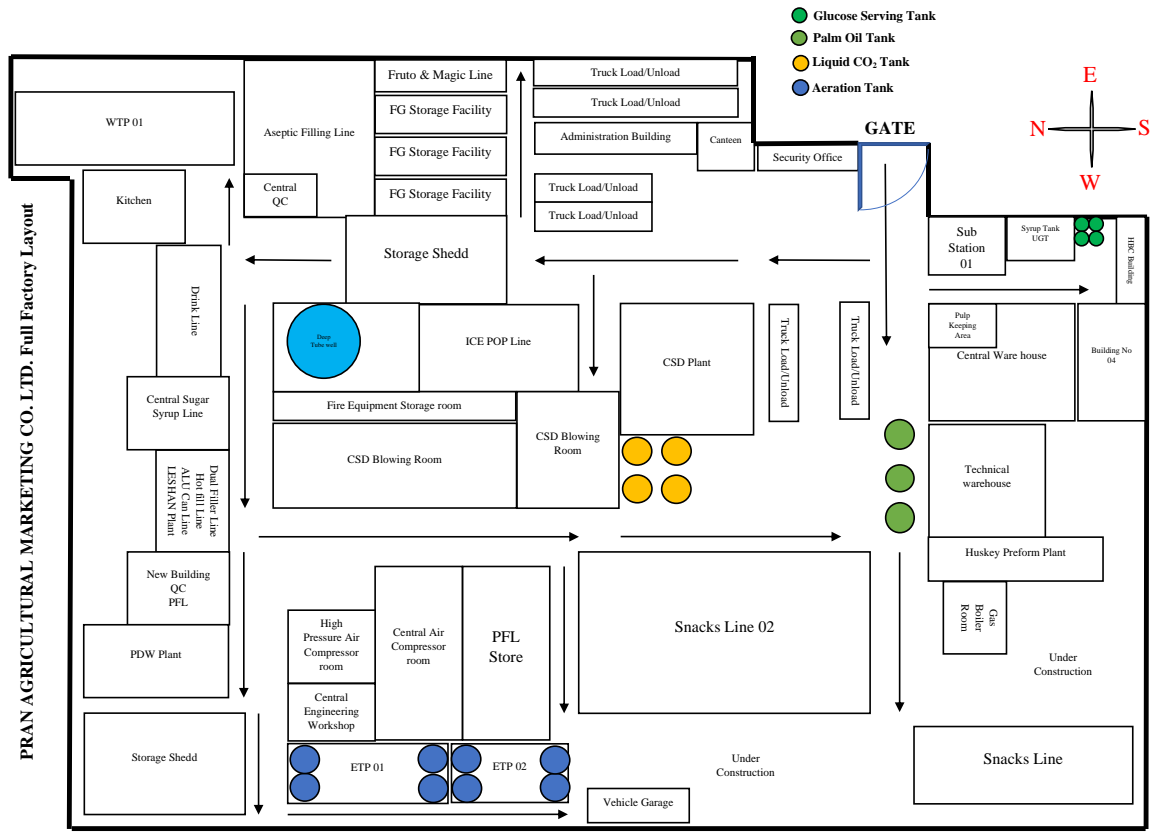 Glucose Serving Tank
Palm Oil Tank
Liquid CO₂ Tank
Aeration Tank
E
N
S
W
GATE
PRAN AGRICULTURAL MARKETING CO. LTD. Full Factory Layout
WTP 01
Aseptic Filling Line
Central
QC
Kitchen
Fruto & Magic Line
FG Storage Facility
FG Storage Facility
FG Storage Facility
Storage Shedd
Truck Load/Unload
Truck Load/Unload
Administration Building
Canteen
Security Office
Truck Load/Unload
Truck Load/Unload
Sub
Station
01
Syrup Tank
UGT
HBC Building
Drink Line
Deep
Tube well
ICE POP Line
CSD Plant
Truck Load/Unload
Truck Load/Unload
Pulp
Keeping
Area
Central Ware house
Building No
04
Central Sugar
Syrup Line
Fire Equipment Storage room
CSD Blowing Room
CSD Blowing
Room
Technical
warehouse
Dual Filler Line
Hot fill Line
ALU Can Line
LESHAN Plant
Huskey Preform Plant
New Building
QC
PFL
Gas
Boiler
Room
High
Pressure Air
Compressor
room
Central Air
Compressor
room
PFL
Store
Snacks Line 02
PDW Plant
Under
Construction
Central
Engineering
Workshop
Storage Shedd
ETP 01
ETP 02
Under
Construction
Snacks Line
Vehicle Garage